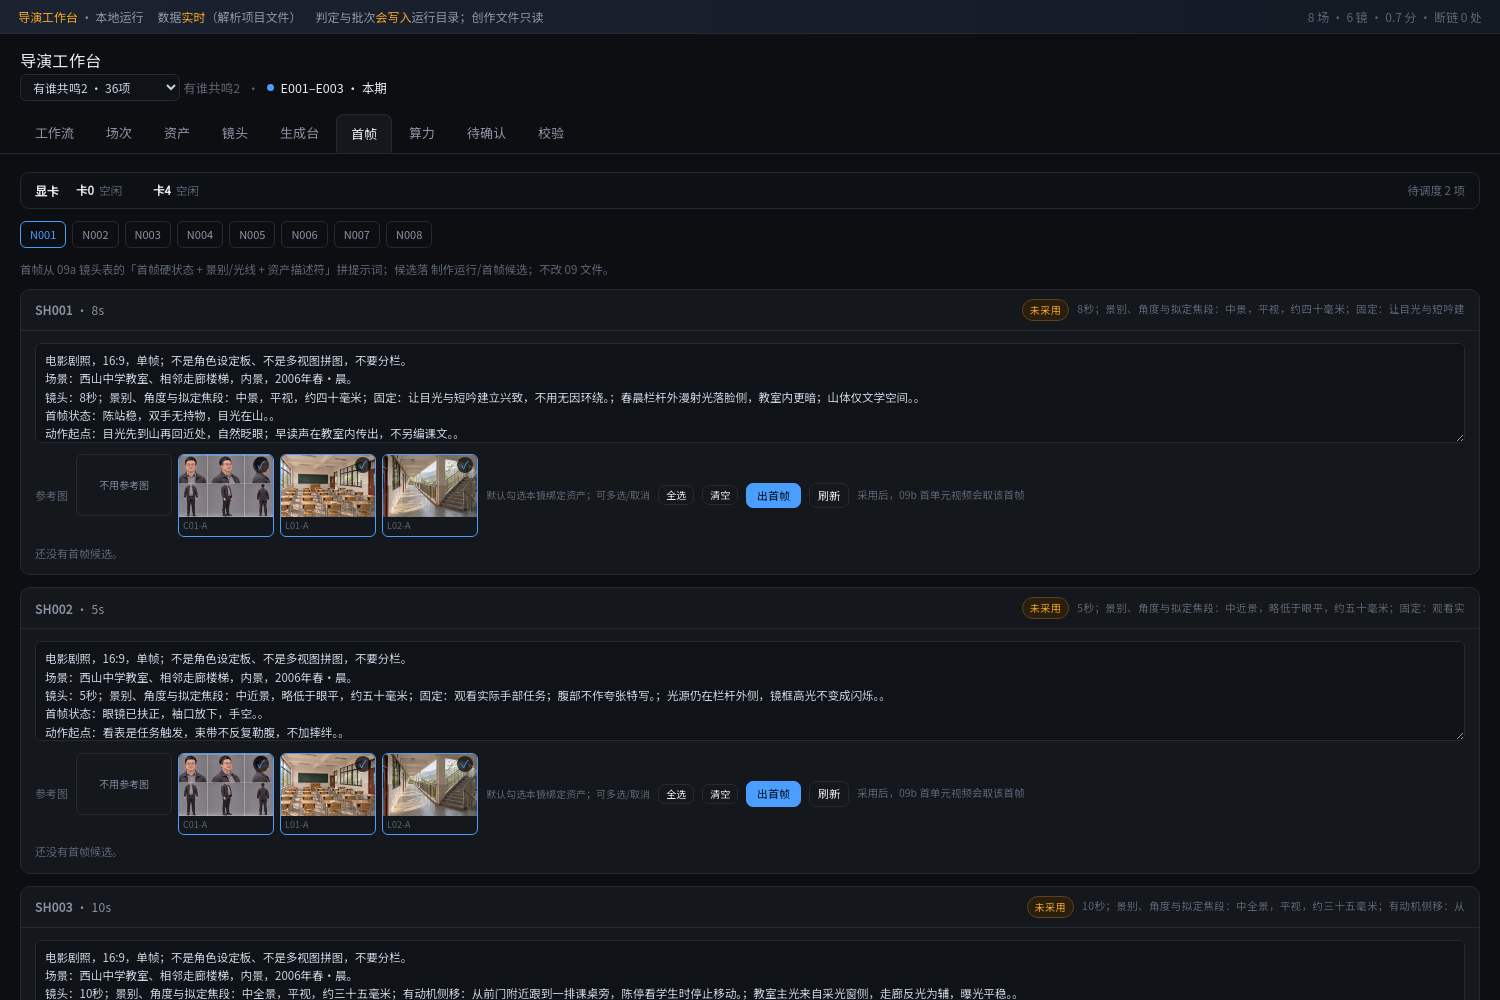 导演工作台 · 本地运行 数据实时（解析项目文件） 判定与批次会写入运行目录；创作文件只读 8 场 · 6 镜 · 0.7 分 · 断链 0 处
导演工作台
有谁共鸣2 · 36项 有谁共鸣2 · E001–E003 · 本期
工作流 场次 资产 镜头 生成台 首帧 算力 待确认 校验
显卡 卡0 空闲 卡4 空闲 待调度 2 项
N001 N002 N003 N004 N005 N006 N007 N008
首帧从 09a 镜头表的「首帧硬状态 + 景别/光线 + 资产描述符」拼提示词；候选落 制作运行/首帧候选；不改 09 文件。
SH001 · 8s 未采用 8秒；景别、角度与拟定焦段：中景，平视，约四十毫米；固定：让目光与短吟建
电影剧照，16:9，单帧；不是角色设定板、不是多视图拼图，不要分栏。
场景：西山中学教室、相邻走廊楼梯，内景，2006年春·晨。
镜头：8秒；景别、角度与拟定焦段：中景，平视，约四十毫米；固定：让目光与短吟建立兴致，不用无因环绕。；春晨栏杆外漫射光落脸侧，教室内更暗；山体仅文学空间。。
首帧状态：陈站稳，双手无持物，目光在山。。
动作起点：目光先到山再回近处，自然眨眼；早读声在教室内传出，不另编课文。。
参考图 不用参考图 C01-A L01-A L02-A 默认勾选本镜绑定资产；可多选/取消 全选 清空 出首帧 刷新 采用后，09b 首单元视频会取该首帧
还没有首帧候选。
SH002 · 5s 未采用 5秒；景别、角度与拟定焦段：中近景，略低于眼平，约五十毫米；固定：观看实
电影剧照，16:9，单帧；不是角色设定板、不是多视图拼图，不要分栏。
场景：西山中学教室、相邻走廊楼梯，内景，2006年春·晨。
镜头：5秒；景别、角度与拟定焦段：中近景，略低于眼平，约五十毫米；固定：观看实际手部任务；腹部不作夸张特写。；光源仍在栏杆外侧，镜框高光不变成闪烁。。
首帧状态：眼镜已扶正，袖口放下，手空。。
动作起点：看表是任务触发，束带不反复勒腹，不加摔绊。。
参考图 不用参考图 C01-A L01-A L02-A 默认勾选本镜绑定资产；可多选/取消 全选 清空 出首帧 刷新 采用后，09b 首单元视频会取该首帧
还没有首帧候选。
SH003 · 10s 未采用 10秒；景别、角度与拟定焦段：中全景，平视，约三十五毫米；有动机侧移：从
电影剧照，16:9，单帧；不是角色设定板、不是多视图拼图，不要分栏。
场景：西山中学教室、相邻走廊楼梯，内景，2006年春·晨。
镜头：10秒；景别、角度与拟定焦段：中全景，平视，约三十五毫米；有动机侧移：从前门附近跟到一排课桌旁，陈停看学生时停止移动。；教室主光来自采光窗侧，走廊反光为辅，曝光平稳。。